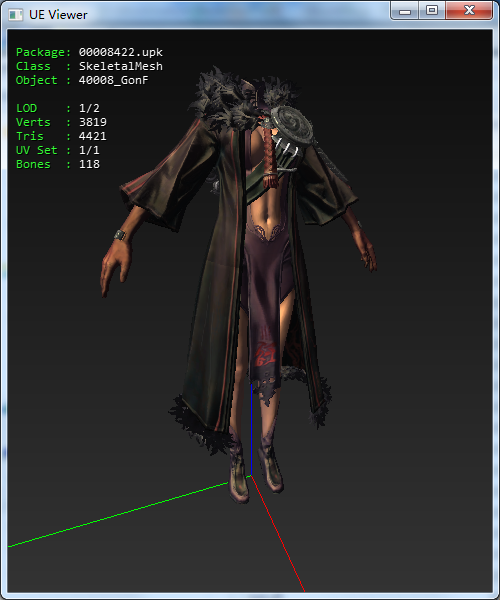 UE Viewer
Package: 00008422.upk
Class : SkeletalMesh
Object : 40008_GonF
LOD : 1/2
Verts : 3819
Tris : 4421
UV Set : 1/1
Bones : 118